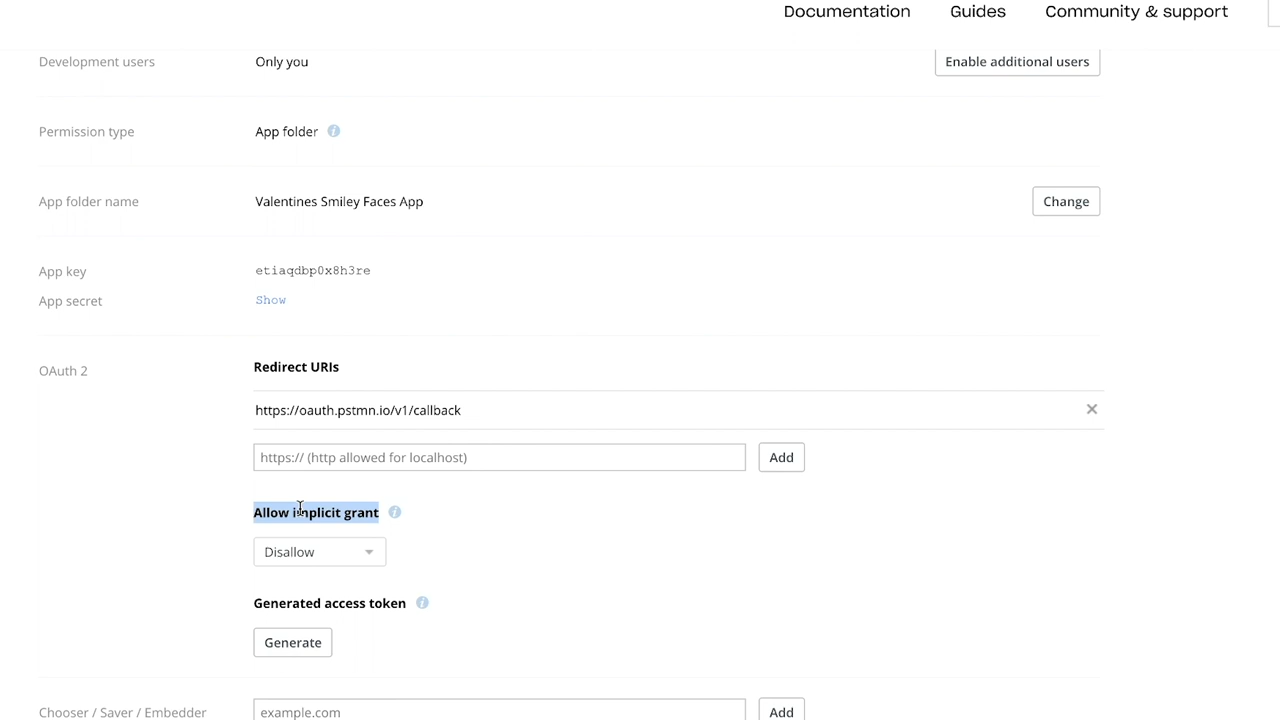 Documentation Guides Community & support
Development users Only you Enable additional users
Permission type App folder
App folder name Valentines Smiley Faces App Change
App key etiaqdbp0x8h3re
App secret Show
OAuth 2 Redirect URIs
https://oauth.pstmn.io/v1/callback
https:// (http allowed for localhost) Add
Allow implicit grant
Disallow
Generated access token
Generate
Chooser / Saver / Embedder example.com Add